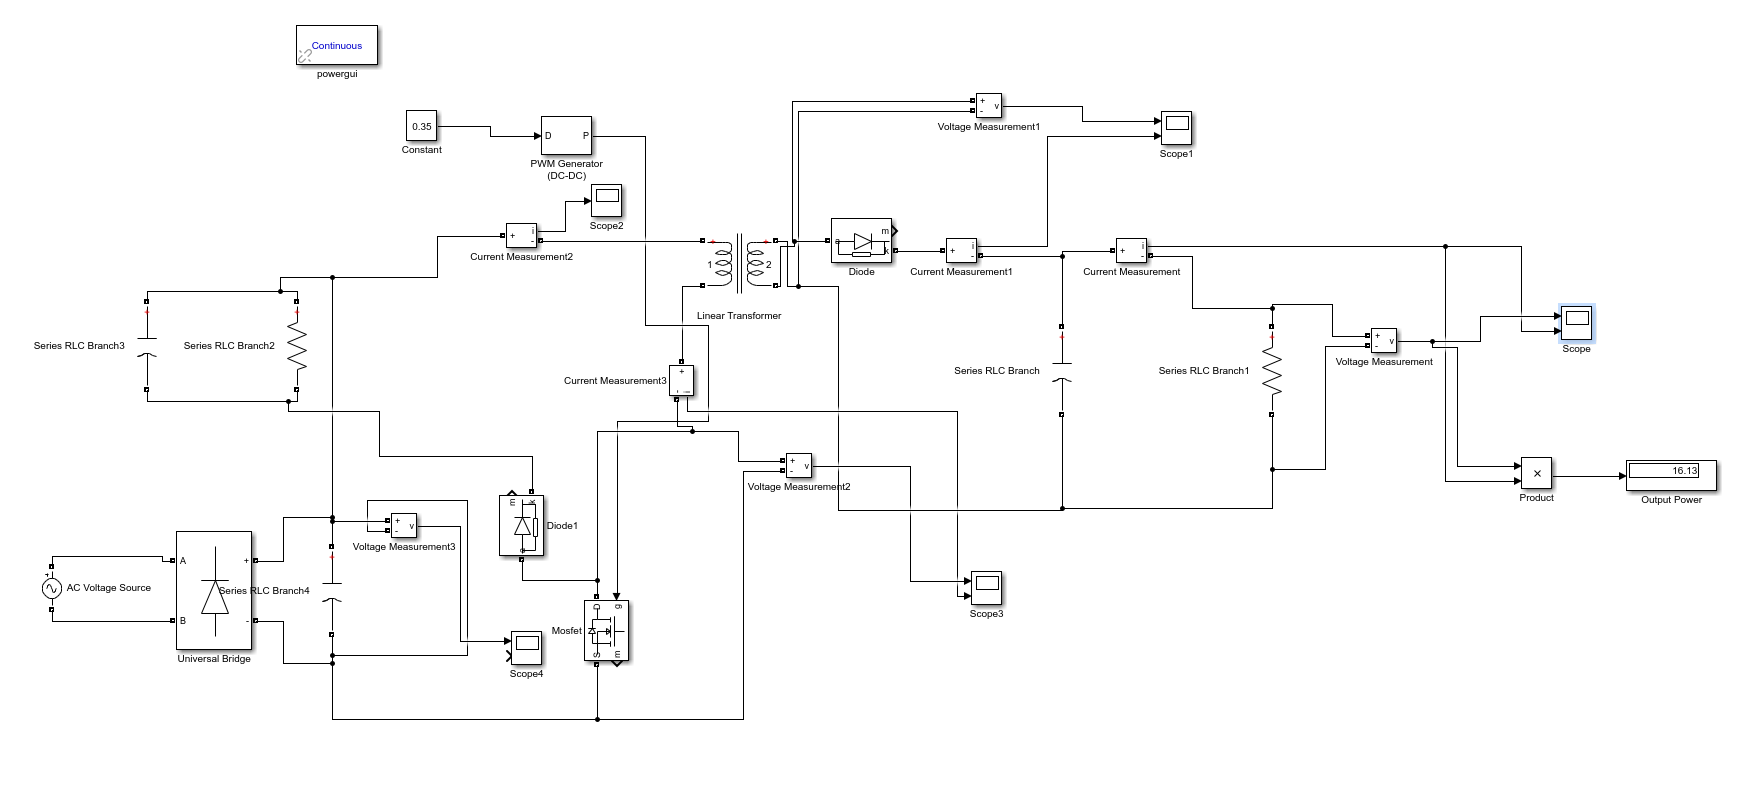 Continuous
powergui
0.35
Constant
D P
PWM Generator
(DC-DC)
Scope2
+ i -
Current Measurement2
+ - v
Voltage Measurement1
Scope1
1 2
Linear Transformer
a m k
Diode
+ i -
Current Measurement1
+ i -
Current Measurement
Series RLC Branch3
Series RLC Branch2
Current Measurement3
Series RLC Branch
Series RLC Branch1
+ - v
Voltage Measurement
Scope
+ - v
Voltage Measurement2
×
Product
16.13
Output Power
m k a
Diode1
+ - v
Voltage Measurement3
AC Voltage Source
A + B -
Universal Bridge
Series RLC Branch4
Scope4
D g S m
Mosfet
Scope3